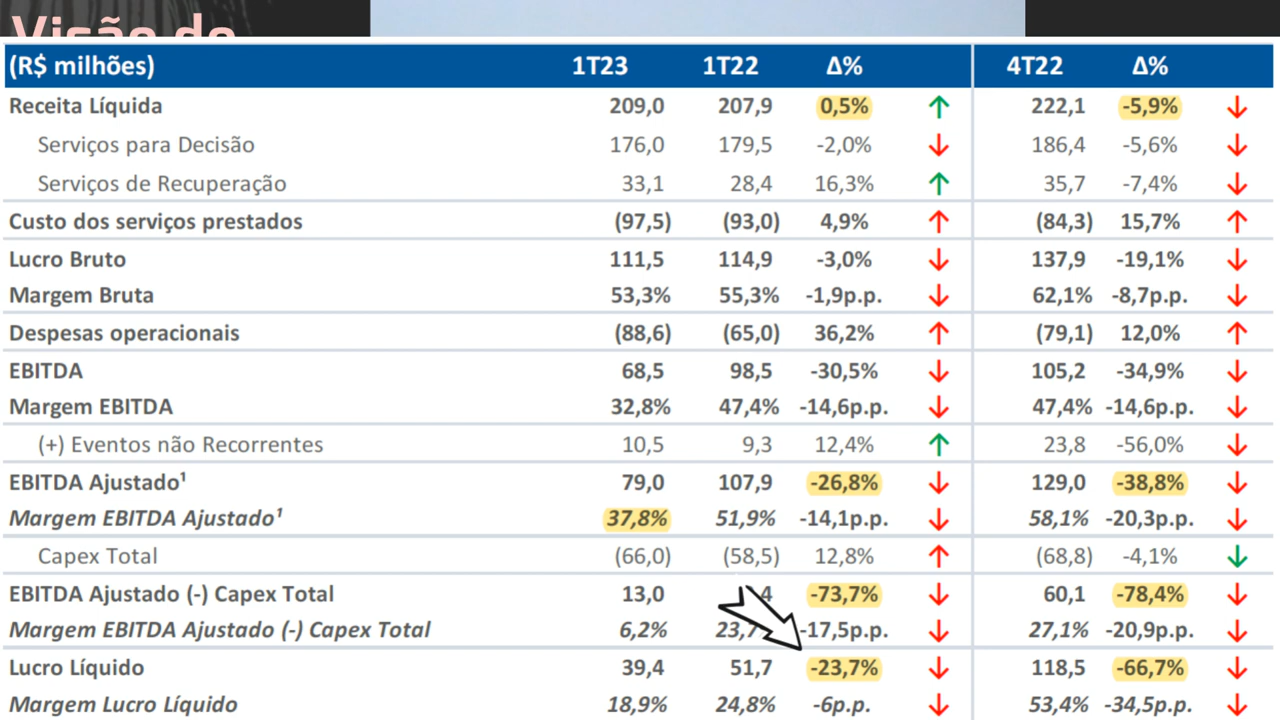 Visão do
(R$ milhões) 1T23 1T22 Δ% 4T22 Δ%
Receita Líquida 209,0 207,9 0,5% ↑ 222,1 -5,9% ↓
Serviços para Decisão 176,0 179,5 -2,0% ↓ 186,4 -5,6% ↓
Serviços de Recuperação 33,1 28,4 16,3% ↑ 35,7 -7,4% ↓
Custo dos serviços prestados (97,5) (93,0) 4,9% ↑ (84,3) 15,7% ↑
Lucro Bruto 111,5 114,9 -3,0% ↓ 137,9 -19,1% ↓
Margem Bruta 53,3% 55,3% -1,9p.p. ↓ 62,1% -8,7p.p. ↓
Despesas operacionais (88,6) (65,0) 36,2% ↑ (79,1) 12,0% ↑
EBITDA 68,5 98,5 -30,5% ↓ 105,2 -34,9% ↓
Margem EBITDA 32,8% 47,4% -14,6p.p. ↓ 47,4% -14,6p.p. ↓
(+) Eventos não Recorrentes 10,5 9,3 12,4% ↑ 23,8 -56,0% ↓
EBITDA Ajustado¹ 79,0 107,9 -26,8% ↓ 129,0 -38,8% ↓
Margem EBITDA Ajustado¹ 37,8% 51,9% -14,1p.p. ↓ 58,1% -20,3p.p. ↓
Capex Total (66,0) (58,5) 12,8% ↑ (68,8) -4,1% ↓
EBITDA Ajustado (-) Capex Total 13,0 -73,7% ↓ 60,1 -78,4% ↓
Margem EBITDA Ajustado (-) Capex Total 6,2% -17,5p.p. ↓ 27,1% -20,9p.p. ↓
Lucro Líquido 39,4 51,7 -23,7% ↓ 118,5 -66,7% ↓
Margem Lucro Líquido 18,9% 24,8% -6p.p. ↓ 53,4% -34,5p.p. ↓